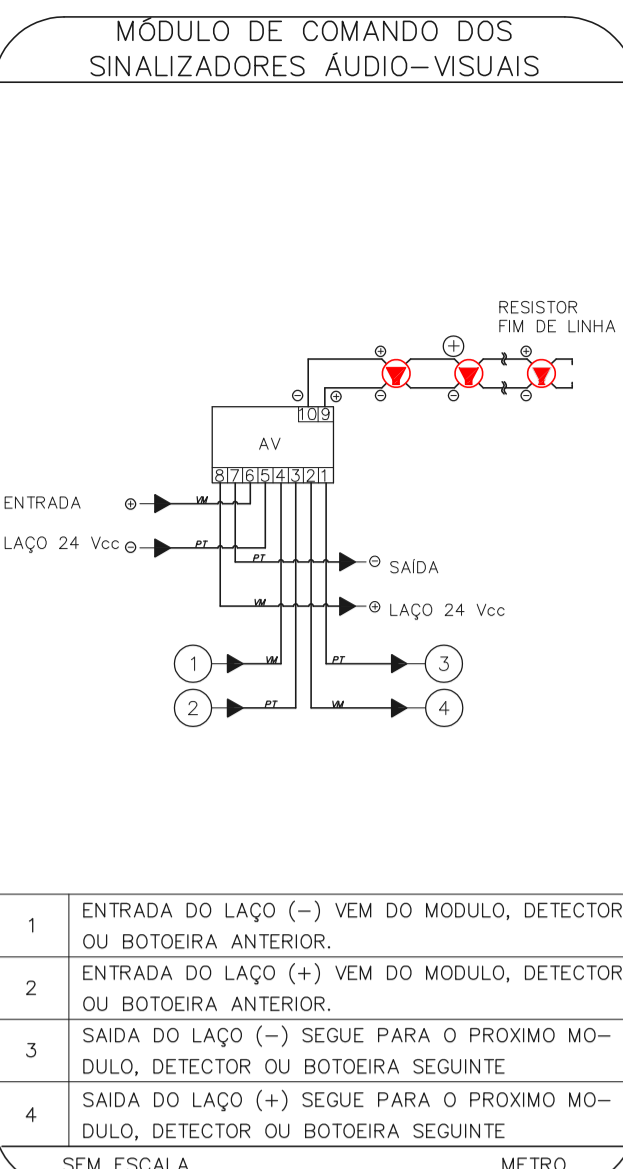 MÓDULO DE COMANDO DOS
SINALIZADORES ÁUDIO-VISUAIS
RESISTOR
FIM DE LINHA
+ + +
- + - - -
10 9
AV
8 7 6 5 4 3 2 1
ENTRADA + VM
LAÇO 24 Vcc - PT
PT - SAÍDA
VM + LAÇO 24 Vcc
1 VM PT 3
2 PT VM 4
1 ENTRADA DO LAÇO (-) VEM DO MODULO, DETECTOR
OU BOTOEIRA ANTERIOR.
2 ENTRADA DO LAÇO (+) VEM DO MODULO, DETECTOR
OU BOTOEIRA ANTERIOR.
3 SAIDA DO LAÇO (-) SEGUE PARA O PROXIMO MO-
DULO, DETECTOR OU BOTOEIRA SEGUINTE
4 SAIDA DO LAÇO (+) SEGUE PARA O PROXIMO MO-
DULO, DETECTOR OU BOTOEIRA SEGUINTE
SEM ESCALA METRO